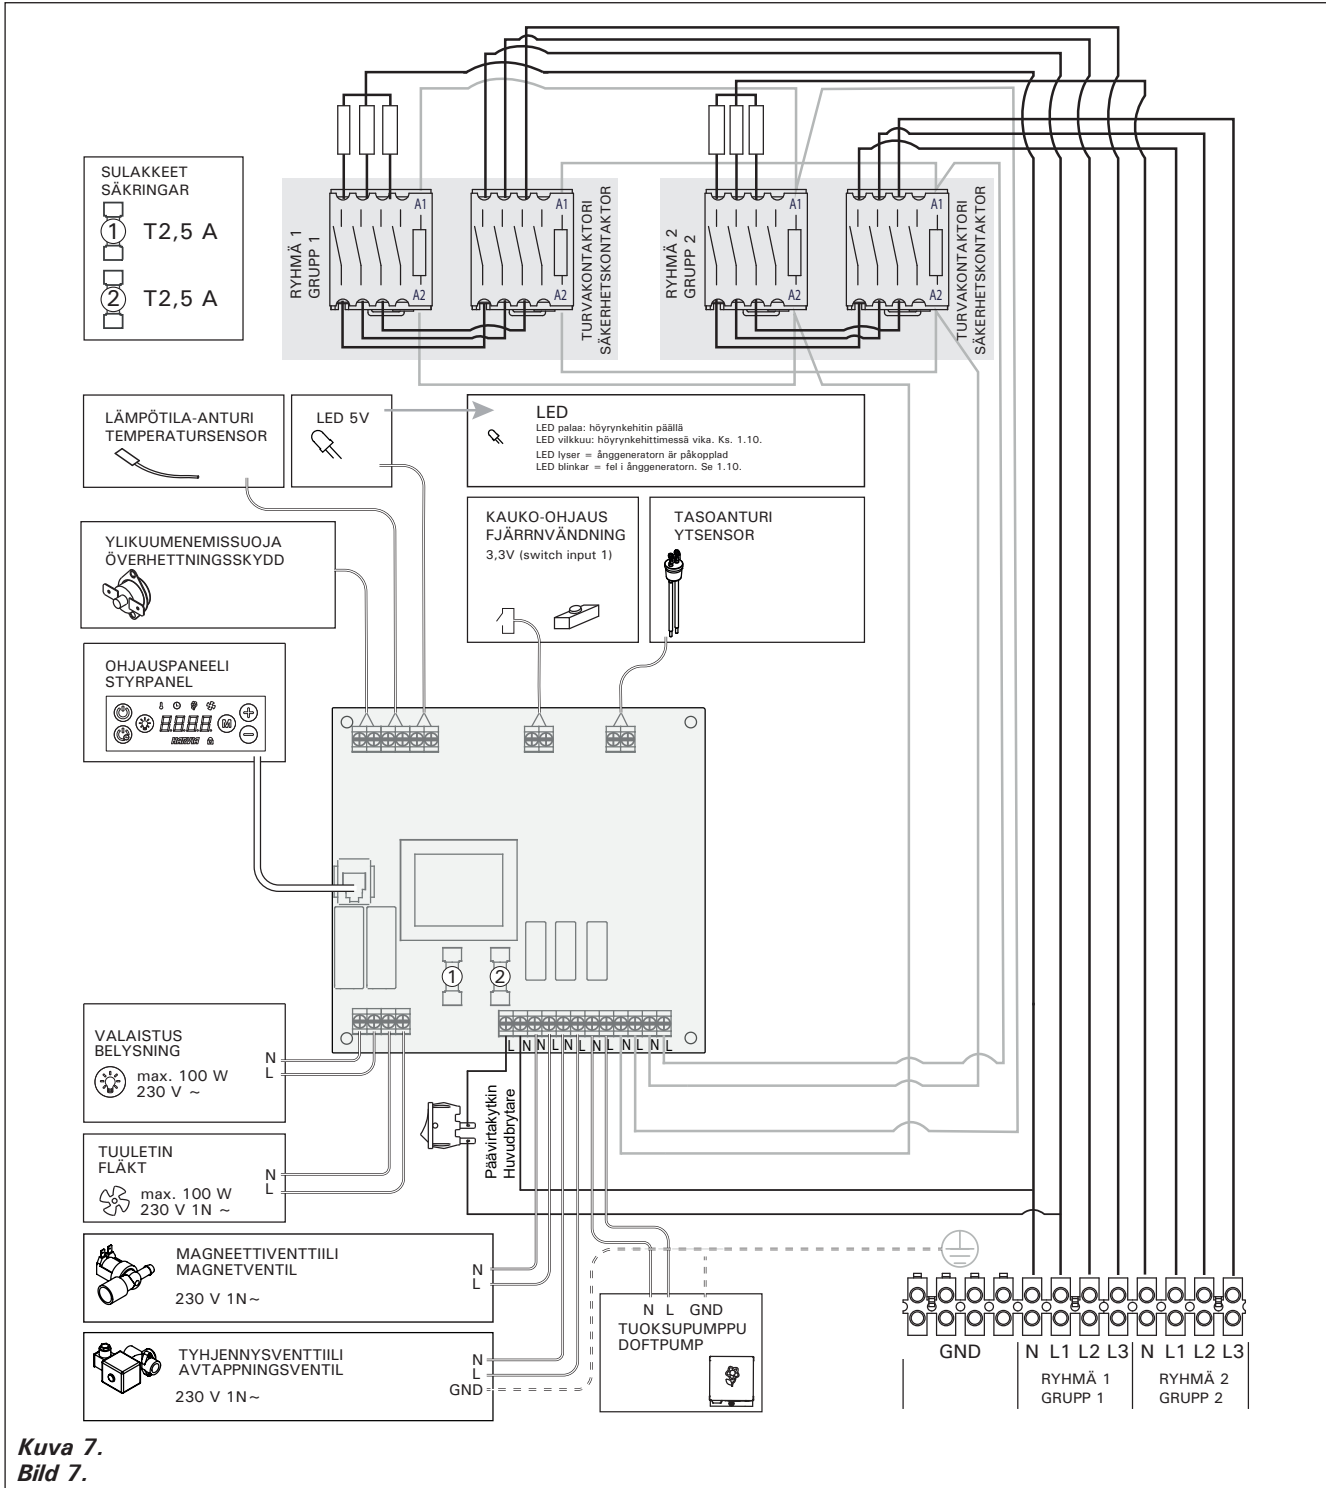 SULAKKEET
SÄKRINGAR
1 T2,5 A
2 T2,5 A
RYHMÄ 1
GRUPP 1
A1
A2
A1
A2
TURVAKONTAKTORI
SÄKERHETSKONTAKTOR
RYHMÄ 2
GRUPP 2
A1
A2
A1
A2
TURVAKONTAKTORI
SÄKERHETSKONTAKTOR
LÄMPÖTILA-ANTURI
TEMPERATURSENSOR
LED 5V
LED
LED palaa: höyrynkehitin päällä
LED vilkkuu: höyrynkehittimessä vika. Ks. 1.10.
LED lyser = ånggeneratorn är påkopplad
LED blinkar = fel i ånggeneratorn. Se 1.10.
YLIKUUMENEMISSUOJA
ÖVERHETTNINGSSKYDD
KAUKO-OHJAUS
FJÄRRNVÄNDNING
3,3V (switch input 1)
TASOANTURI
YTSENSOR
OHJAUSPANEELI
STYRPANEL
8.8.8.8
M
HARVIA
1
2
VALAISTUS
BELYSNING
max. 100 W
230 V ~
N
L
TUULETIN
FLÄKT
max. 100 W
230 V 1N ~
N
L
L N N L N L N L N L N L
Päävirtakytkin
Huvudbrytare
MAGNEETTIVENTTIILI
MAGNETVENTIL
230 V 1N~
N
L
TYHJENNYSVENTTIILI
AVTAPPNINGSVENTIL
230 V 1N~
N
L
GND
N L GND
TUOKSUPUMPPU
DOFTPUMP
GND N L1 L2 L3 N L1 L2 L3
RYHMÄ 1
GRUPP 1
RYHMÄ 2
GRUPP 2
Kuva 7.
Bild 7.